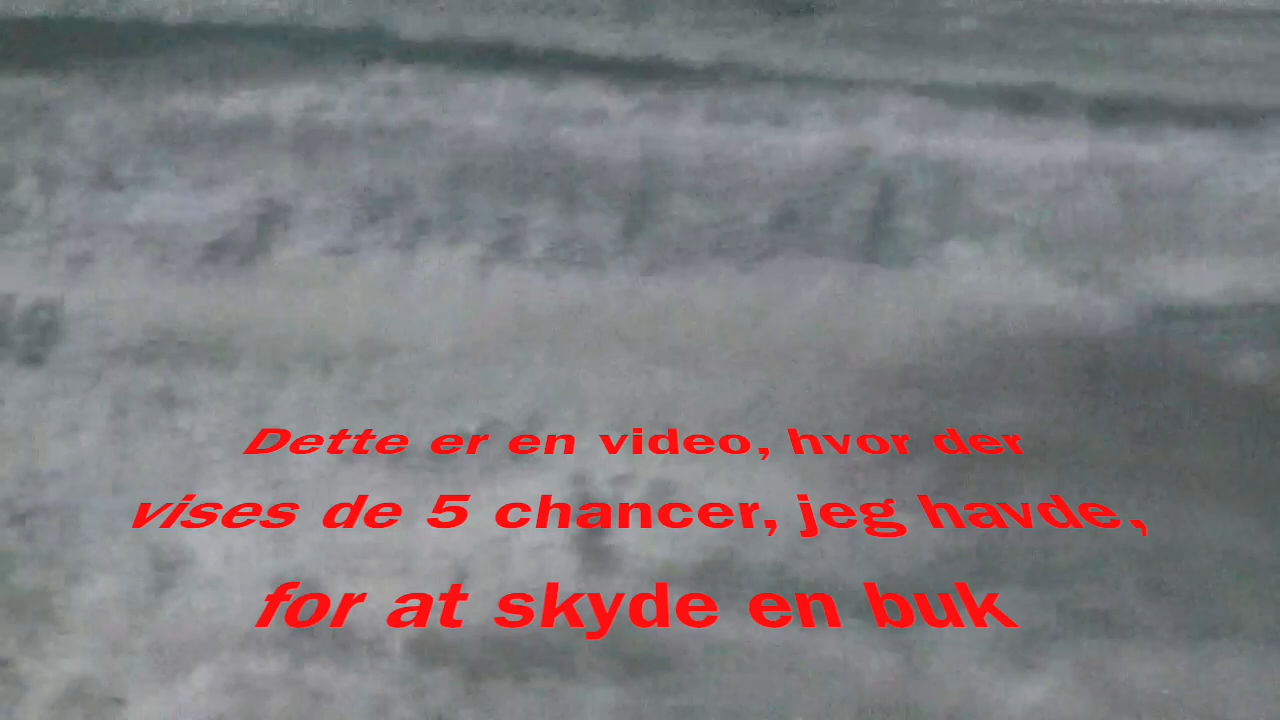 Dette er en video, hvor der
vises de 5 chancer, jeg havde,
for at skyde en buk